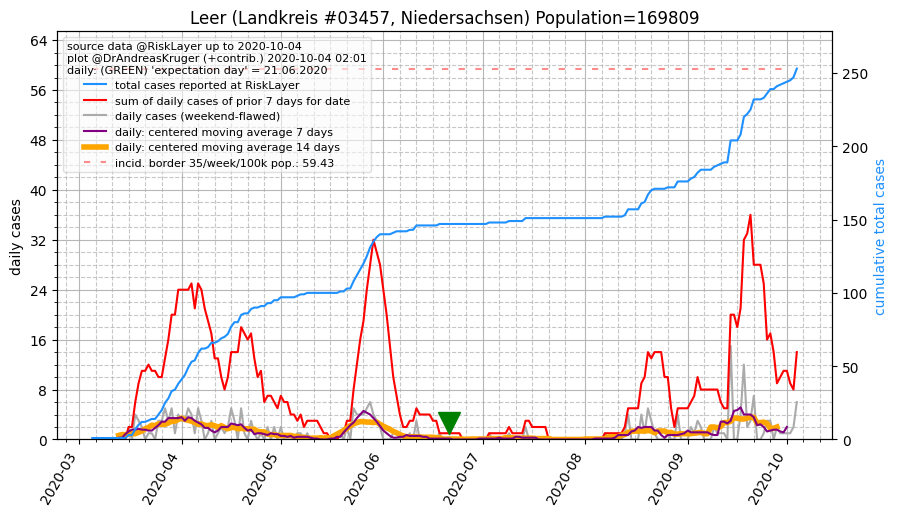 Leer (Landkreis #03457, Niedersachsen) Population=169809
source data @RiskLayer up to 2020-10-04
plot @DrAndreasKruger (+contrib.) 2020-10-04 02:01
daily: (GREEN) 'expectation day' = 21.06.2020
total cases reported at RiskLayer
sum of daily cases of prior 7 days for date
daily cases (weekend-flawed)
daily: centered moving average 7 days
daily: centered moving average 14 days
incid. border 35/week/100k pop.: 59.43
daily cases
64
56
48
40
32
24
16
8
0
cumulative total cases
250
200
150
100
50
0
2020-03
2020-04
2020-05
2020-06
2020-07
2020-08
2020-09
2020-10